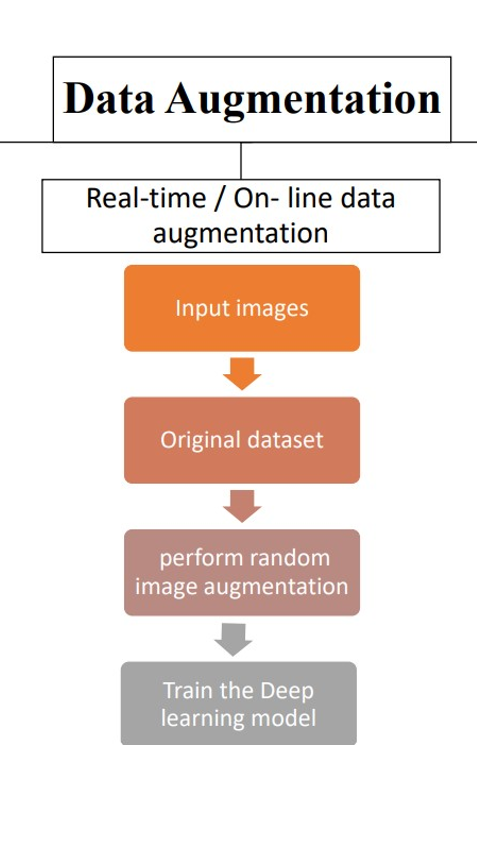 Data Augmentation
Real-time / On- line data
augmentation
Input images
Original dataset
perform random
image augmentation
Train the Deep
learning model